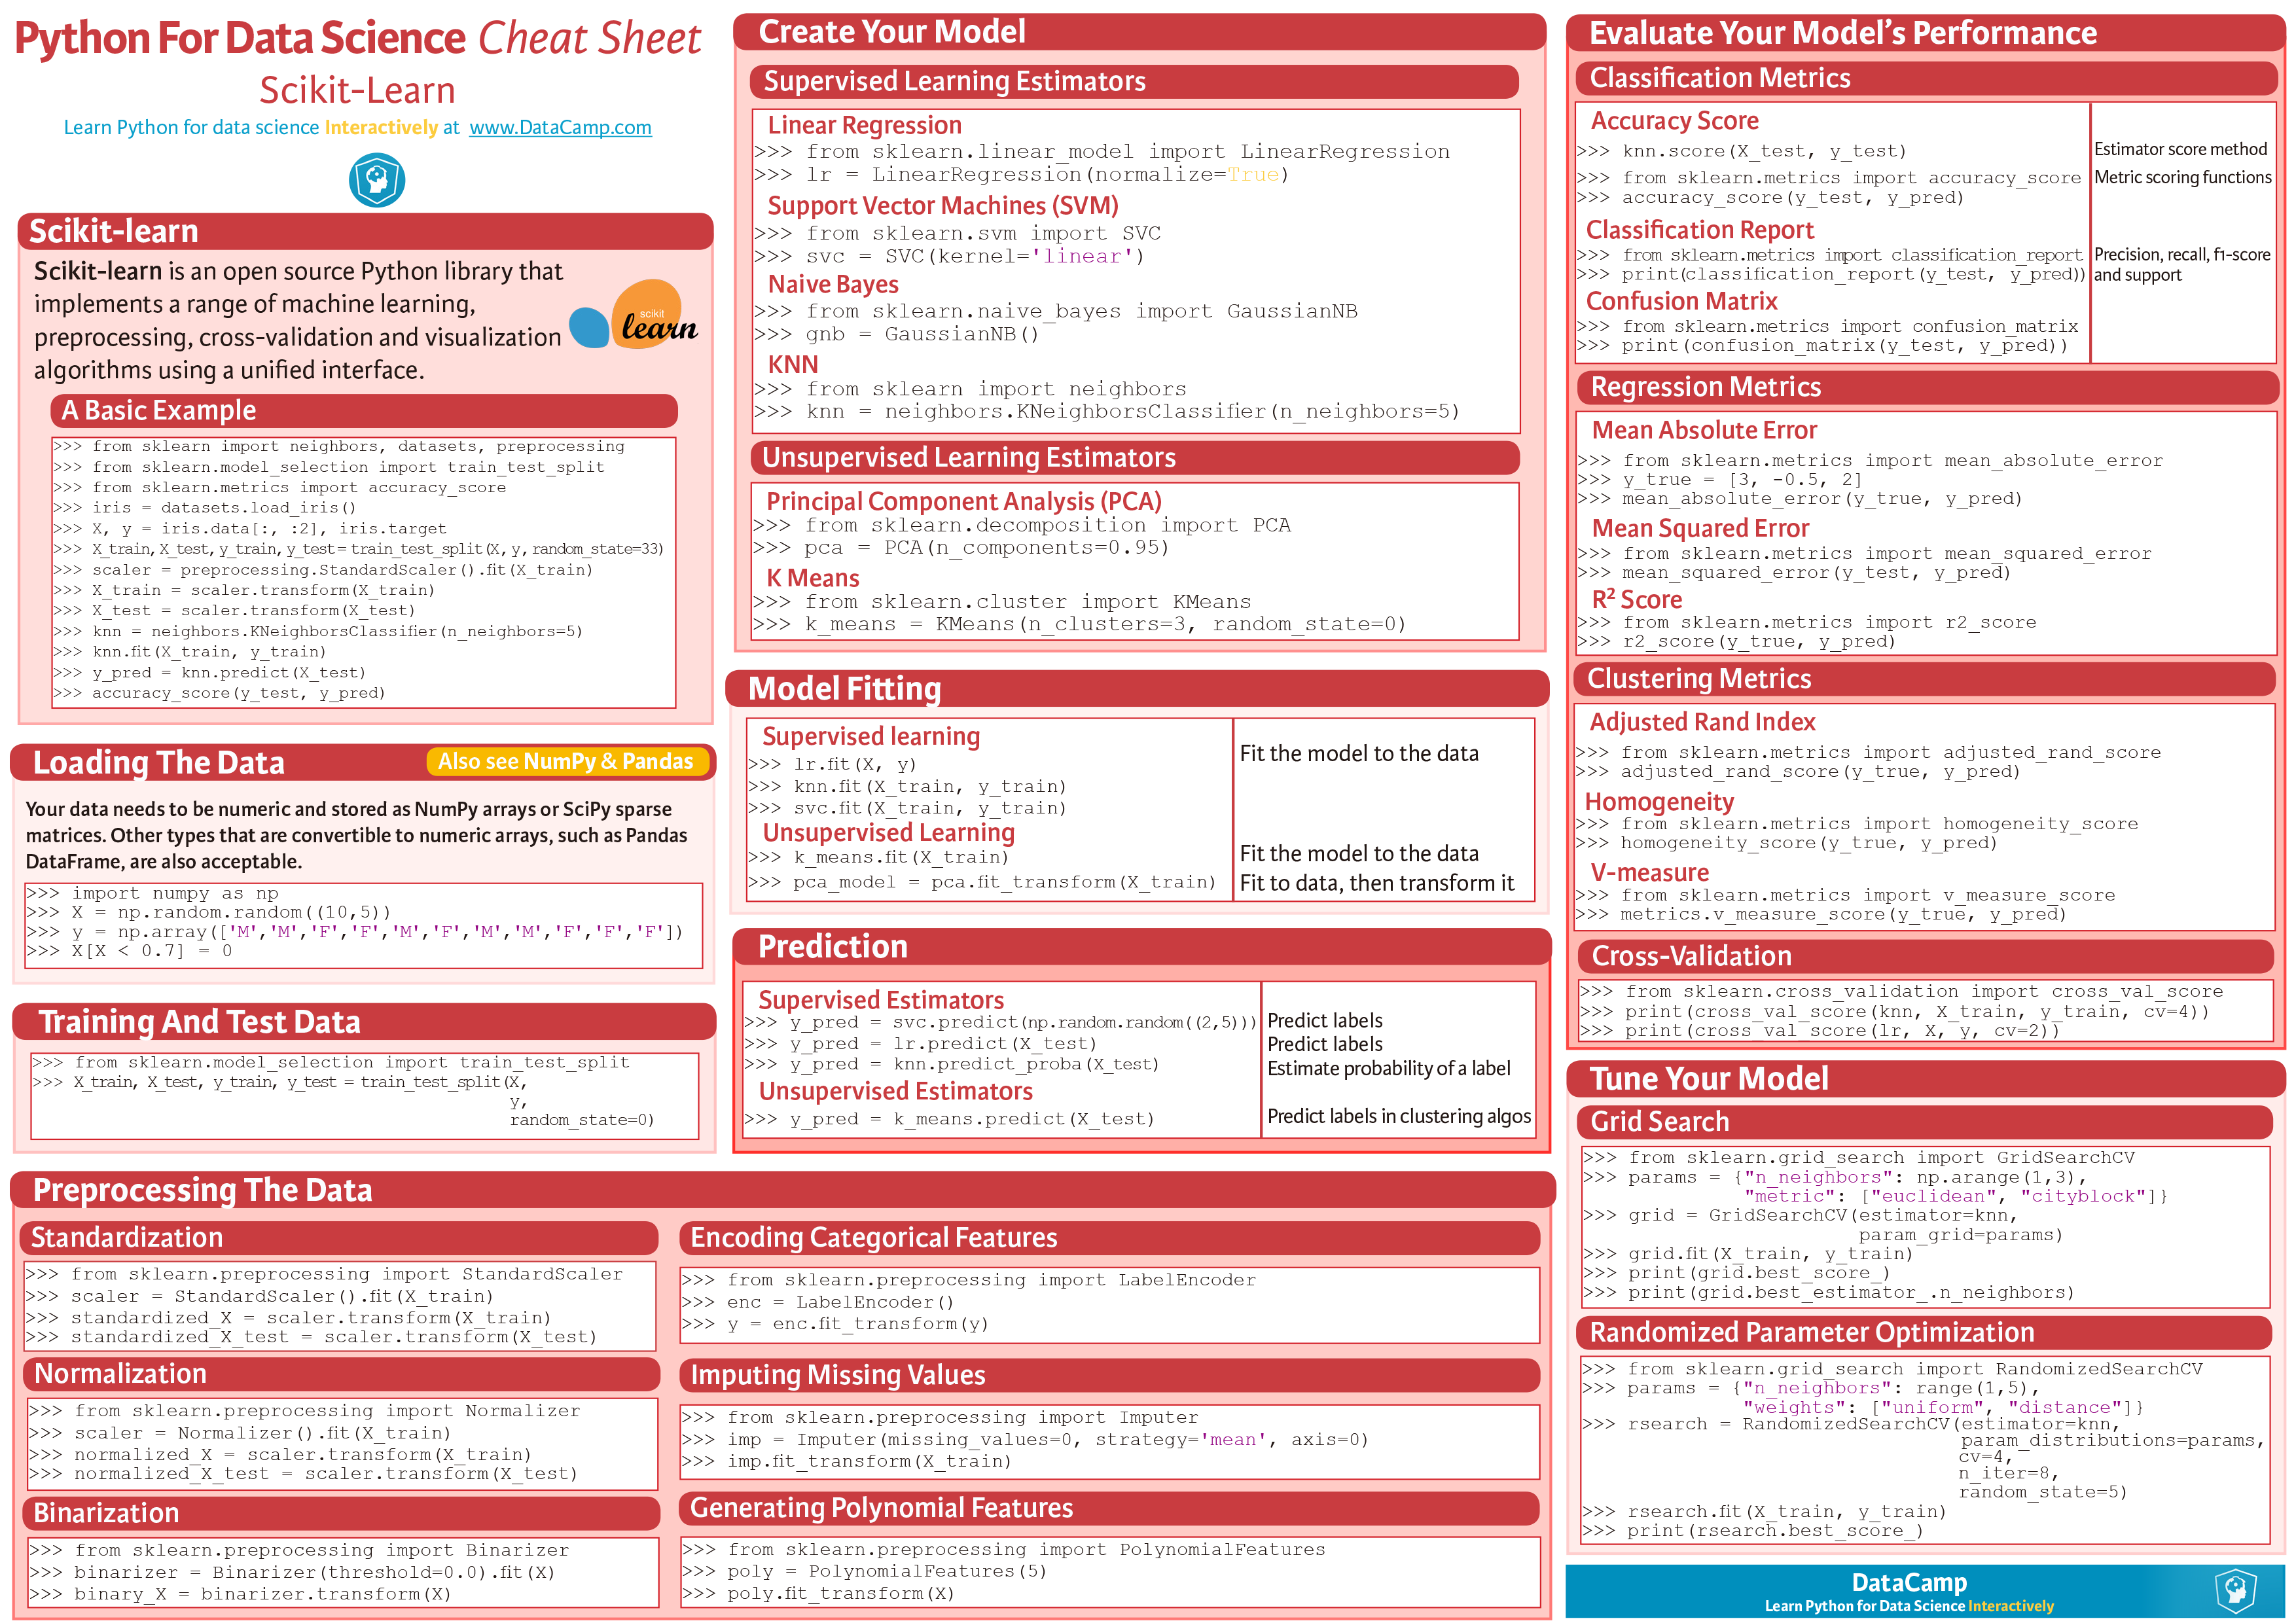 Python For Data Science Cheat Sheet
Scikit-Learn
Learn Python for data science Interactively at www.DataCamp.com
Scikit-learn
Scikit-learn is an open source Python library that
implements a range of machine learning,
preprocessing, cross-validation and visualization
algorithms using a unified interface.
scikit
learn
A Basic Example
>>> from sklearn import neighbors, datasets, preprocessing
>>> from sklearn.model_selection import train_test_split
>>> from sklearn.metrics import accuracy_score
>>> iris = datasets.load_iris()
>>> X, y = iris.data[:, :2], iris.target
>>> X_train, X_test, y_train, y_test = train_test_split(X, y, random_state=33)
>>> scaler = preprocessing.StandardScaler().fit(X_train)
>>> X_train = scaler.transform(X_train)
>>> X_test = scaler.transform(X_test)
>>> knn = neighbors.KNeighborsClassifier(n_neighbors=5)
>>> knn.fit(X_train, y_train)
>>> y_pred = knn.predict(X_test)
>>> accuracy_score(y_test, y_pred)
Loading The Data
Also see NumPy & Pandas
Your data needs to be numeric and stored as NumPy arrays or SciPy sparse
matrices. Other types that are convertible to numeric arrays, such as Pandas
DataFrame, are also acceptable.
>>> import numpy as np
>>> X = np.random.random((10,5))
>>> y = np.array(['M','M','F','F','M','F','M','M','F','F','F'])
>>> X[X < 0.7] = 0
Training And Test Data
>>> from sklearn.model_selection import train_test_split
>>> X_train, X_test, y_train, y_test = train_test_split(X,
y,
random_state=0)
Create Your Model
Supervised Learning Estimators
Linear Regression
>>> from sklearn.linear_model import LinearRegression
>>> lr = LinearRegression(normalize=True)
Support Vector Machines (SVM)
>>> from sklearn.svm import SVC
>>> svc = SVC(kernel='linear')
Naive Bayes
>>> from sklearn.naive_bayes import GaussianNB
>>> gnb = GaussianNB()
KNN
>>> from sklearn import neighbors
>>> knn = neighbors.KNeighborsClassifier(n_neighbors=5)
Unsupervised Learning Estimators
Principal Component Analysis (PCA)
>>> from sklearn.decomposition import PCA
>>> pca = PCA(n_components=0.95)
K Means
>>> from sklearn.cluster import KMeans
>>> k_means = KMeans(n_clusters=3, random_state=0)
Model Fitting
Supervised learning
>>> lr.fit(X, y)
Fit the model to the data
>>> knn.fit(X_train, y_train)
>>> svc.fit(X_train, y_train)
Unsupervised Learning
>>> k_means.fit(X_train)
Fit the model to the data
>>> pca_model = pca.fit_transform(X_train)
Fit to data, then transform it
Prediction
Supervised Estimators
>>> y_pred = svc.predict(np.random.random((2,5)))
Predict labels
>>> y_pred = lr.predict(X_test)
Predict labels
>>> y_pred = knn.predict_proba(X_test)
Estimate probability of a label
Unsupervised Estimators
>>> y_pred = k_means.predict(X_test)
Predict labels in clustering algos
Preprocessing The Data
Standardization
>>> from sklearn.preprocessing import StandardScaler
>>> scaler = StandardScaler().fit(X_train)
>>> standardized_X = scaler.transform(X_train)
>>> standardized_X_test = scaler.transform(X_test)
Normalization
>>> from sklearn.preprocessing import Normalizer
>>> scaler = Normalizer().fit(X_train)
>>> normalized_X = scaler.transform(X_train)
>>> normalized_X_test = scaler.transform(X_test)
Binarization
>>> from sklearn.preprocessing import Binarizer
>>> binarizer = Binarizer(threshold=0.0).fit(X)
>>> binary_X = binarizer.transform(X)
Encoding Categorical Features
>>> from sklearn.preprocessing import LabelEncoder
>>> enc = LabelEncoder()
>>> y = enc.fit_transform(y)
Imputing Missing Values
>>> from sklearn.preprocessing import Imputer
>>> imp = Imputer(missing_values=0, strategy='mean', axis=0)
>>> imp.fit_transform(X_train)
Generating Polynomial Features
>>> from sklearn.preprocessing import PolynomialFeatures
>>> poly = PolynomialFeatures(5)
>>> poly.fit_transform(X)
Evaluate Your Model's Performance
Classification Metrics
Accuracy Score
>>> knn.score(X_test, y_test)
Estimator score method
>>> from sklearn.metrics import accuracy_score
Metric scoring functions
>>> accuracy_score(y_test, y_pred)
Classification Report
>>> from sklearn.metrics import classification_report
Precision, recall, f1-score
>>> print(classification_report(y_test, y_pred))
and support
Confusion Matrix
>>> from sklearn.metrics import confusion_matrix
>>> print(confusion_matrix(y_test, y_pred))
Regression Metrics
Mean Absolute Error
>>> from sklearn.metrics import mean_absolute_error
>>> y_true = [3, -0.5, 2]
>>> mean_absolute_error(y_true, y_pred)
Mean Squared Error
>>> from sklearn.metrics import mean_squared_error
>>> mean_squared_error(y_test, y_pred)
R² Score
>>> from sklearn.metrics import r2_score
>>> r2_score(y_true, y_pred)
Clustering Metrics
Adjusted Rand Index
>>> from sklearn.metrics import adjusted_rand_score
>>> adjusted_rand_score(y_true, y_pred)
Homogeneity
>>> from sklearn.metrics import homogeneity_score
>>> homogeneity_score(y_true, y_pred)
V-measure
>>> from sklearn.metrics import v_measure_score
>>> metrics.v_measure_score(y_true, y_pred)
Cross-Validation
>>> from sklearn.cross_validation import cross_val_score
>>> print(cross_val_score(knn, X_train, y_train, cv=4))
>>> print(cross_val_score(lr, X, y, cv=2))
Tune Your Model
Grid Search
>>> from sklearn.grid_search import GridSearchCV
>>> params = {"n_neighbors": np.arange(1,3),
"metric": ["euclidean", "cityblock"]}
>>> grid = GridSearchCV(estimator=knn,
param_grid=params)
>>> grid.fit(X_train, y_train)
>>> print(grid.best_score_)
>>> print(grid.best_estimator_.n_neighbors)
Randomized Parameter Optimization
>>> from sklearn.grid_search import RandomizedSearchCV
>>> params = {"n_neighbors": range(1,5),
"weights": ["uniform", "distance"]}
>>> rsearch = RandomizedSearchCV(estimator=knn,
param_distributions=params,
cv=4,
n_iter=8,
random_state=5)
>>> rsearch.fit(X_train, y_train)
>>> print(rsearch.best_score_)
DataCamp
Learn Python for Data Science Interactively